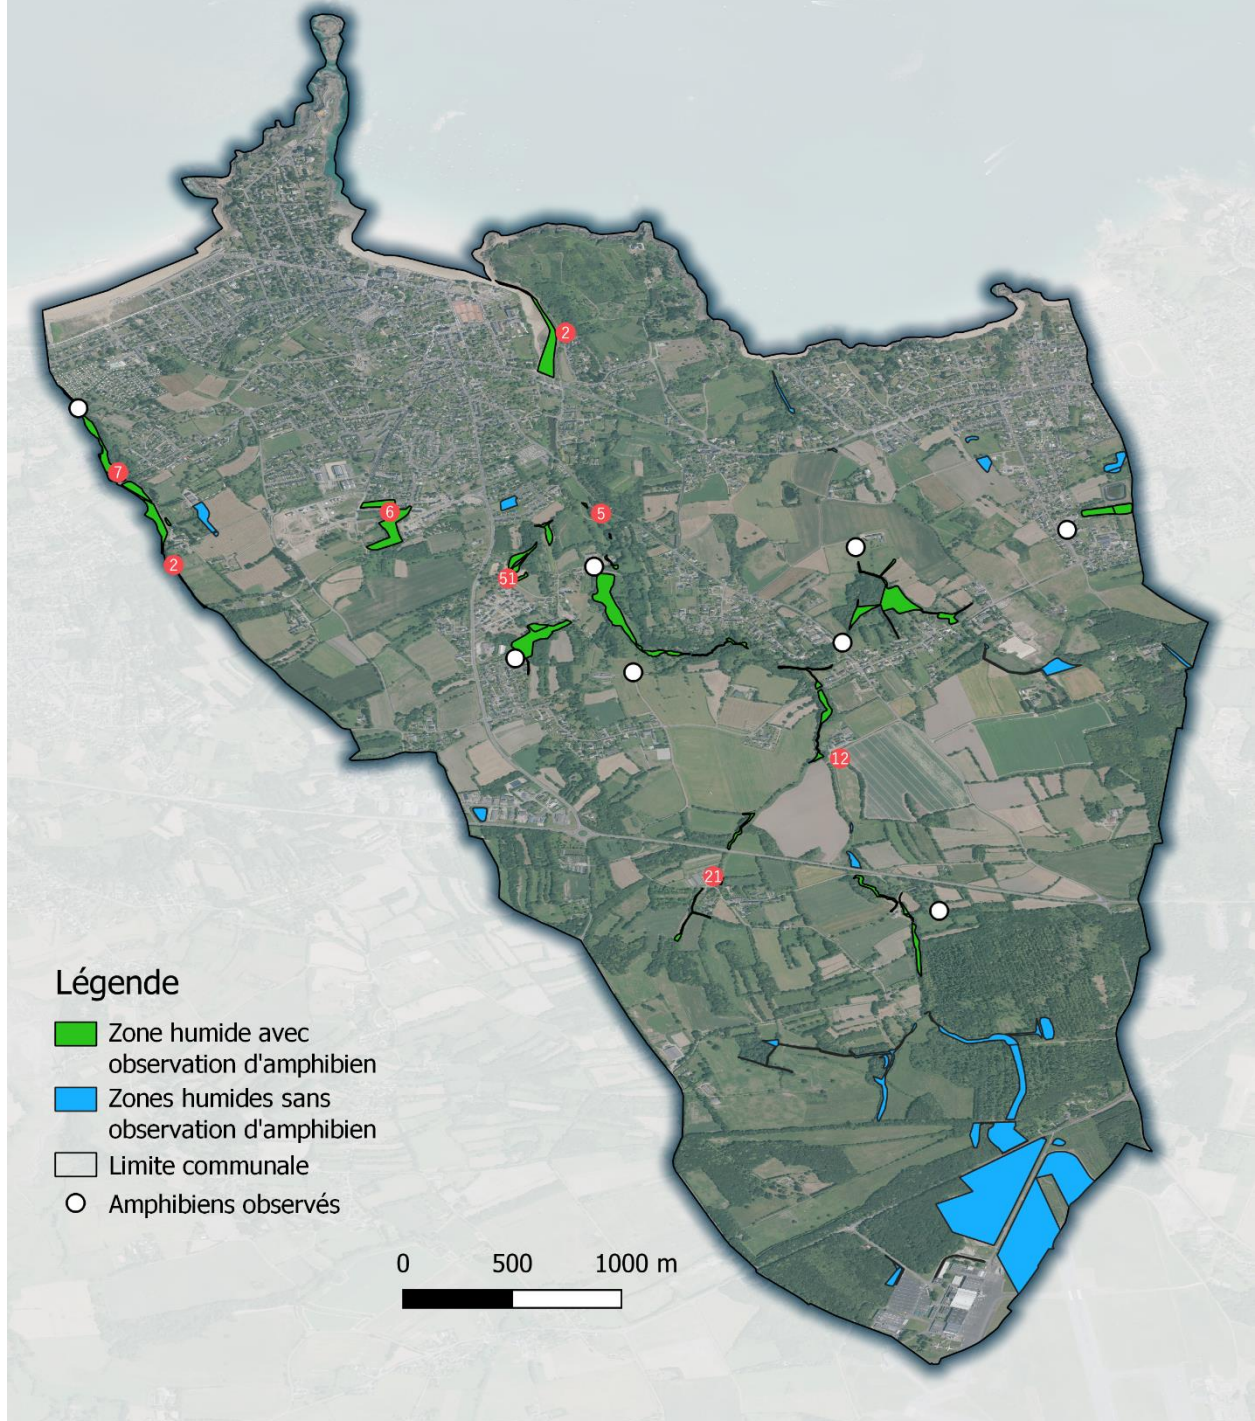 2
7
6
5
2
51
12
21
Légende
Zone humide avec
observation d'amphibien
Zones humides sans
observation d'amphibien
Limite communale
Amphibiens observés
0 500 1000 m